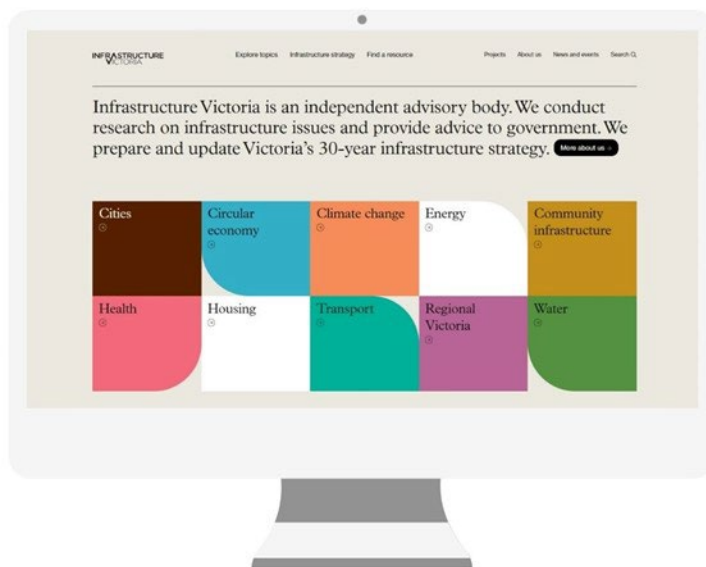 INFRASTRUCTURE
VICTORIA
Explore topics Infrastructure strategy Find a resource
Projects About us News and events Search
Infrastructure Victoria is an independent advisory body. We conduct
research on infrastructure issues and provide advice to government. We
prepare and update Victoria's 30-year infrastructure strategy. More about us
Cities
Circular
economy
Climate change
Energy
Community
infrastructure
Health
Housing
Transport
Regional
Victoria
Water